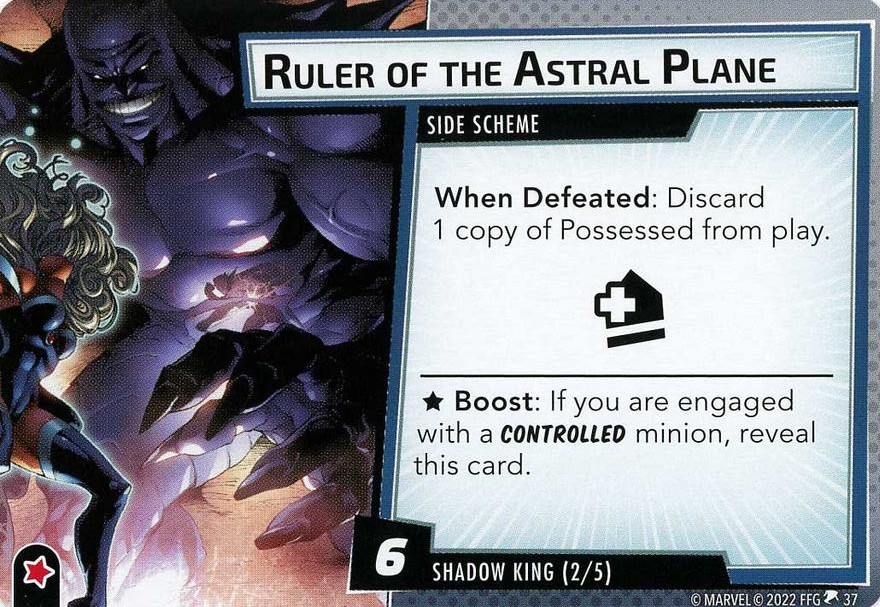 RULER OF THE ASTRAL PLANE
SIDE SCHEME
When Defeated: Discard
1 copy of Possessed from play.
★ Boost: If you are engaged
with a CONTROLLED minion, reveal
this card.
6
SHADOW KING (2/5)
© MARVEL © 2022 FFG 37